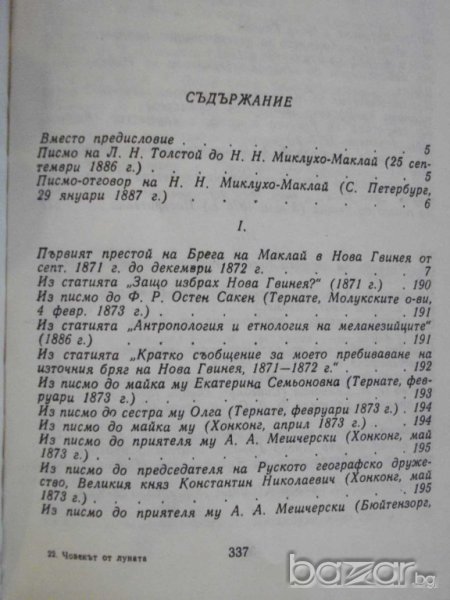 СЪДЪРЖАНИЕ
Вместо предисловие . . . . . . . . 5
Писмо на Л. Н. Толстой до Н. Н. Миклухо-Маклай (25 сеп-
тември 1886 г.) . . . . . . . . 5
Писмо-отговор на Н. Н. Миклухо-Маклай (С. Петербург,
29 януари 1887 г.) . . . . . . . . 6
I.
Първият престой на Брега на Маклай в Нова Гвинея от
септ. 1871 г. до декември 1872 г. . . . . . . 7
Из статията „Защо избрах Нова Гвинея?“ (1871 г.) . 190
Из писмо до Ф. Р. Остен Сакен (Тернате, Молукските о-ви,
4 февр. 1873 г.) . . . . . . . . 191
Из статията „Антропология и етнология на меланезийците“
(1886 г.) . . . . . . . . 191
Из статията „Кратко съобщение за моето пребиваване на
източния бряг на Нова Гвинея, 1871—1872 г.“ . . . 192
Из писмо до майка му Екатерина Семьоновна (Тернате, фев-
руари 1873 г.) . . . . . . . . 193
Из писмо до сестра му Олга (Тернате, февруари 1873 г.) . 194
Из писмо до майка му (Хонконг, април 1873 г.) . . 194
Из писмо до приятеля му А. А. Мешчерски (Хонконг, май
1873 г.) . . . . . . . . 195
Из писмо до председателя на Руското географско друже-
ство, Великия княз Константин Николаевич (Хонконг, май
1873 г.) . . . . . . . . 195
Из писмо до приятеля му А. А. Мешчерски (Бюйтензорг,
22. Човекът от луната
337
bazar.bg